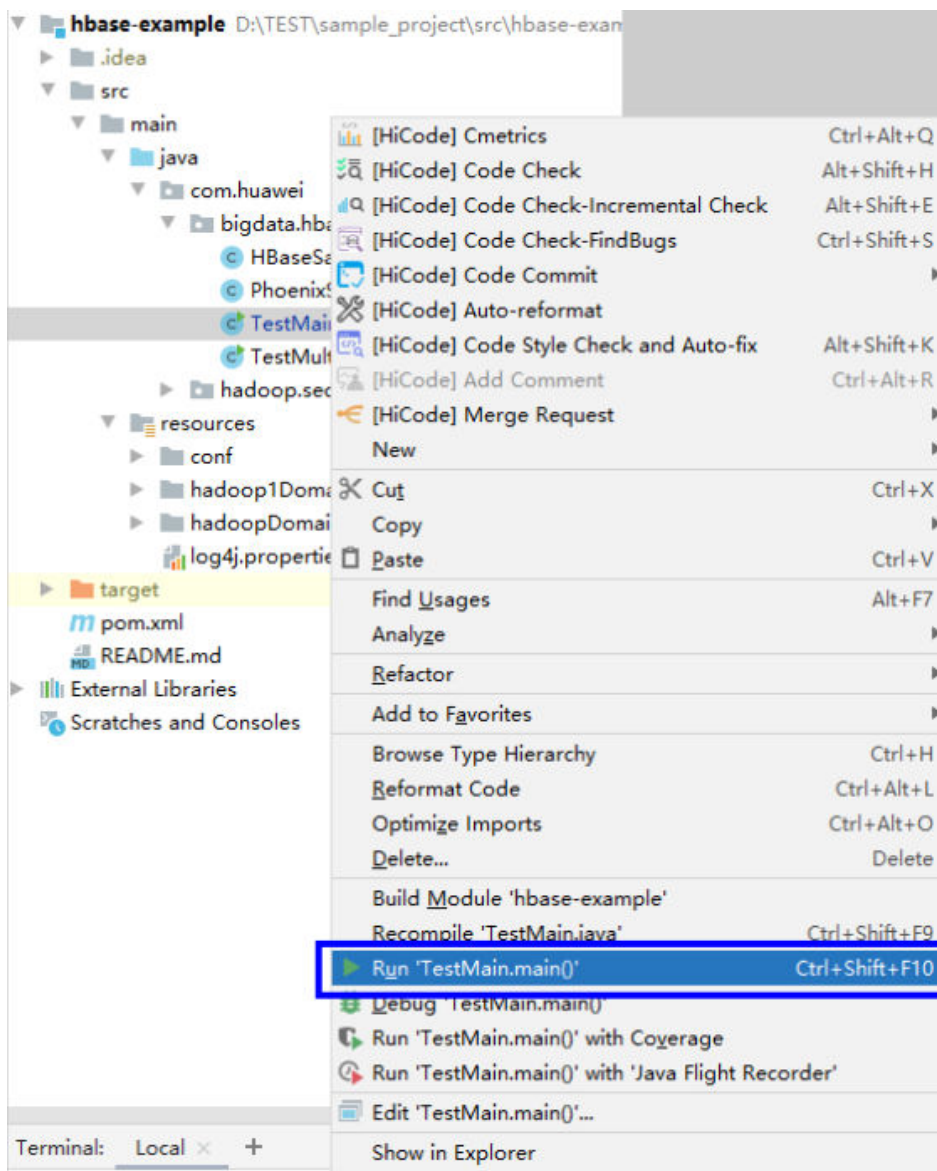 hbase-example D:\TEST\sample_project\src\hbase-exam
.idea
src
main
java
com.huawei
bigdata.hba
HBaseSa
PhoenixS
TestMai
TestMult
hadoop.sec
resources
conf
hadoop1Doma
hadoopDomai
log4j.propertie
target
pom.xml
README.md
External Libraries
Scratches and Consoles
[HiCode] Cmetrics Ctrl+Alt+Q
[HiCode] Code Check Alt+Shift+H
[HiCode] Code Check-Incremental Check Alt+Shift+E
[HiCode] Code Check-FindBugs Ctrl+Shift+S
[HiCode] Code Commit
[HiCode] Auto-reformat
[HiCode] Code Style Check and Auto-fix Alt+Shift+K
[HiCode] Add Comment Ctrl+Alt+R
[HiCode] Merge Request
New
Cut Ctrl+X
Copy
Paste Ctrl+V
Find Usages Alt+F7
Analyze
Refactor
Add to Favorites
Browse Type Hierarchy Ctrl+H
Reformat Code Ctrl+Alt+L
Optimize Imports Ctrl+Alt+O
Delete... Delete
Build Module 'hbase-example'
Recompile 'TestMain.java' Ctrl+Shift+F9
Run 'TestMain.main()' Ctrl+Shift+F10
Debug 'TestMain.main()'
Run 'TestMain.main()' with Coverage
Run 'TestMain.main()' with 'Java Flight Recorder'
Edit 'TestMain.main()'...
Show in Explorer
Terminal: Local × +